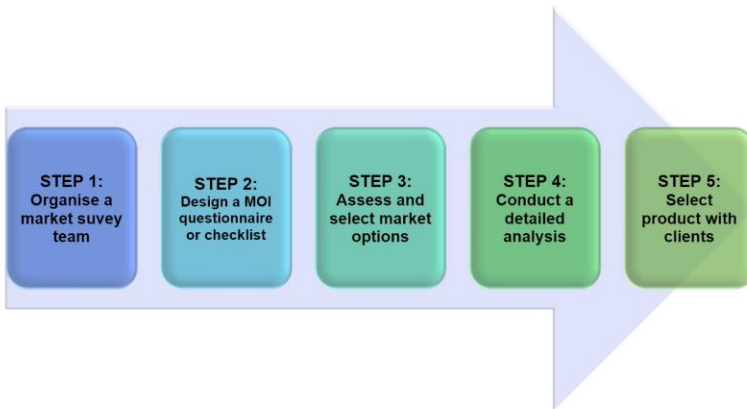 STEP 1:
Organise a
market suvey
team
STEP 2:
Design a MOI
questionnaire
or checklist
STEP 3:
Assess and
select market
options
STEP 4:
Conduct a
detailed
analysis
STEP 5:
Select
product with
clients